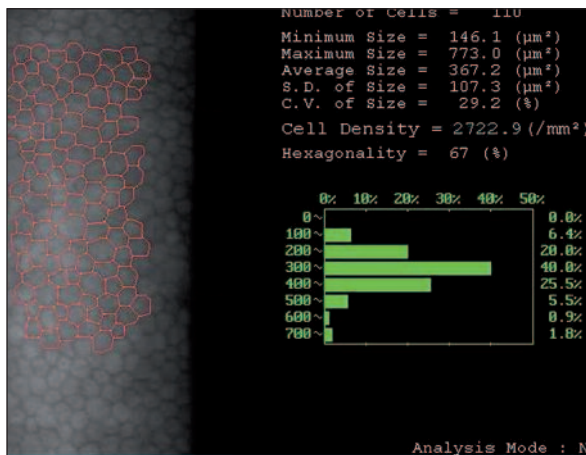 Number of Cells = 110
Minimum Size = 146.1 (µm²)
Maximum Size = 773.0 (µm²)
Average Size = 367.2 (µm²)
S.D. of Size = 107.3 (µm²)
C.V. of Size = 29.2 (%)
Cell Density = 2722.9 (/mm²)
Hexagonality = 67 (%)
0% 10% 20% 30% 40% 50%
0~ 0.0%
100~ 6.4%
200~ 20.0%
300~ 40.0%
400~ 25.5%
500~ 5.5%
600~ 0.9%
700~ 1.8%
Analysis Mode : N